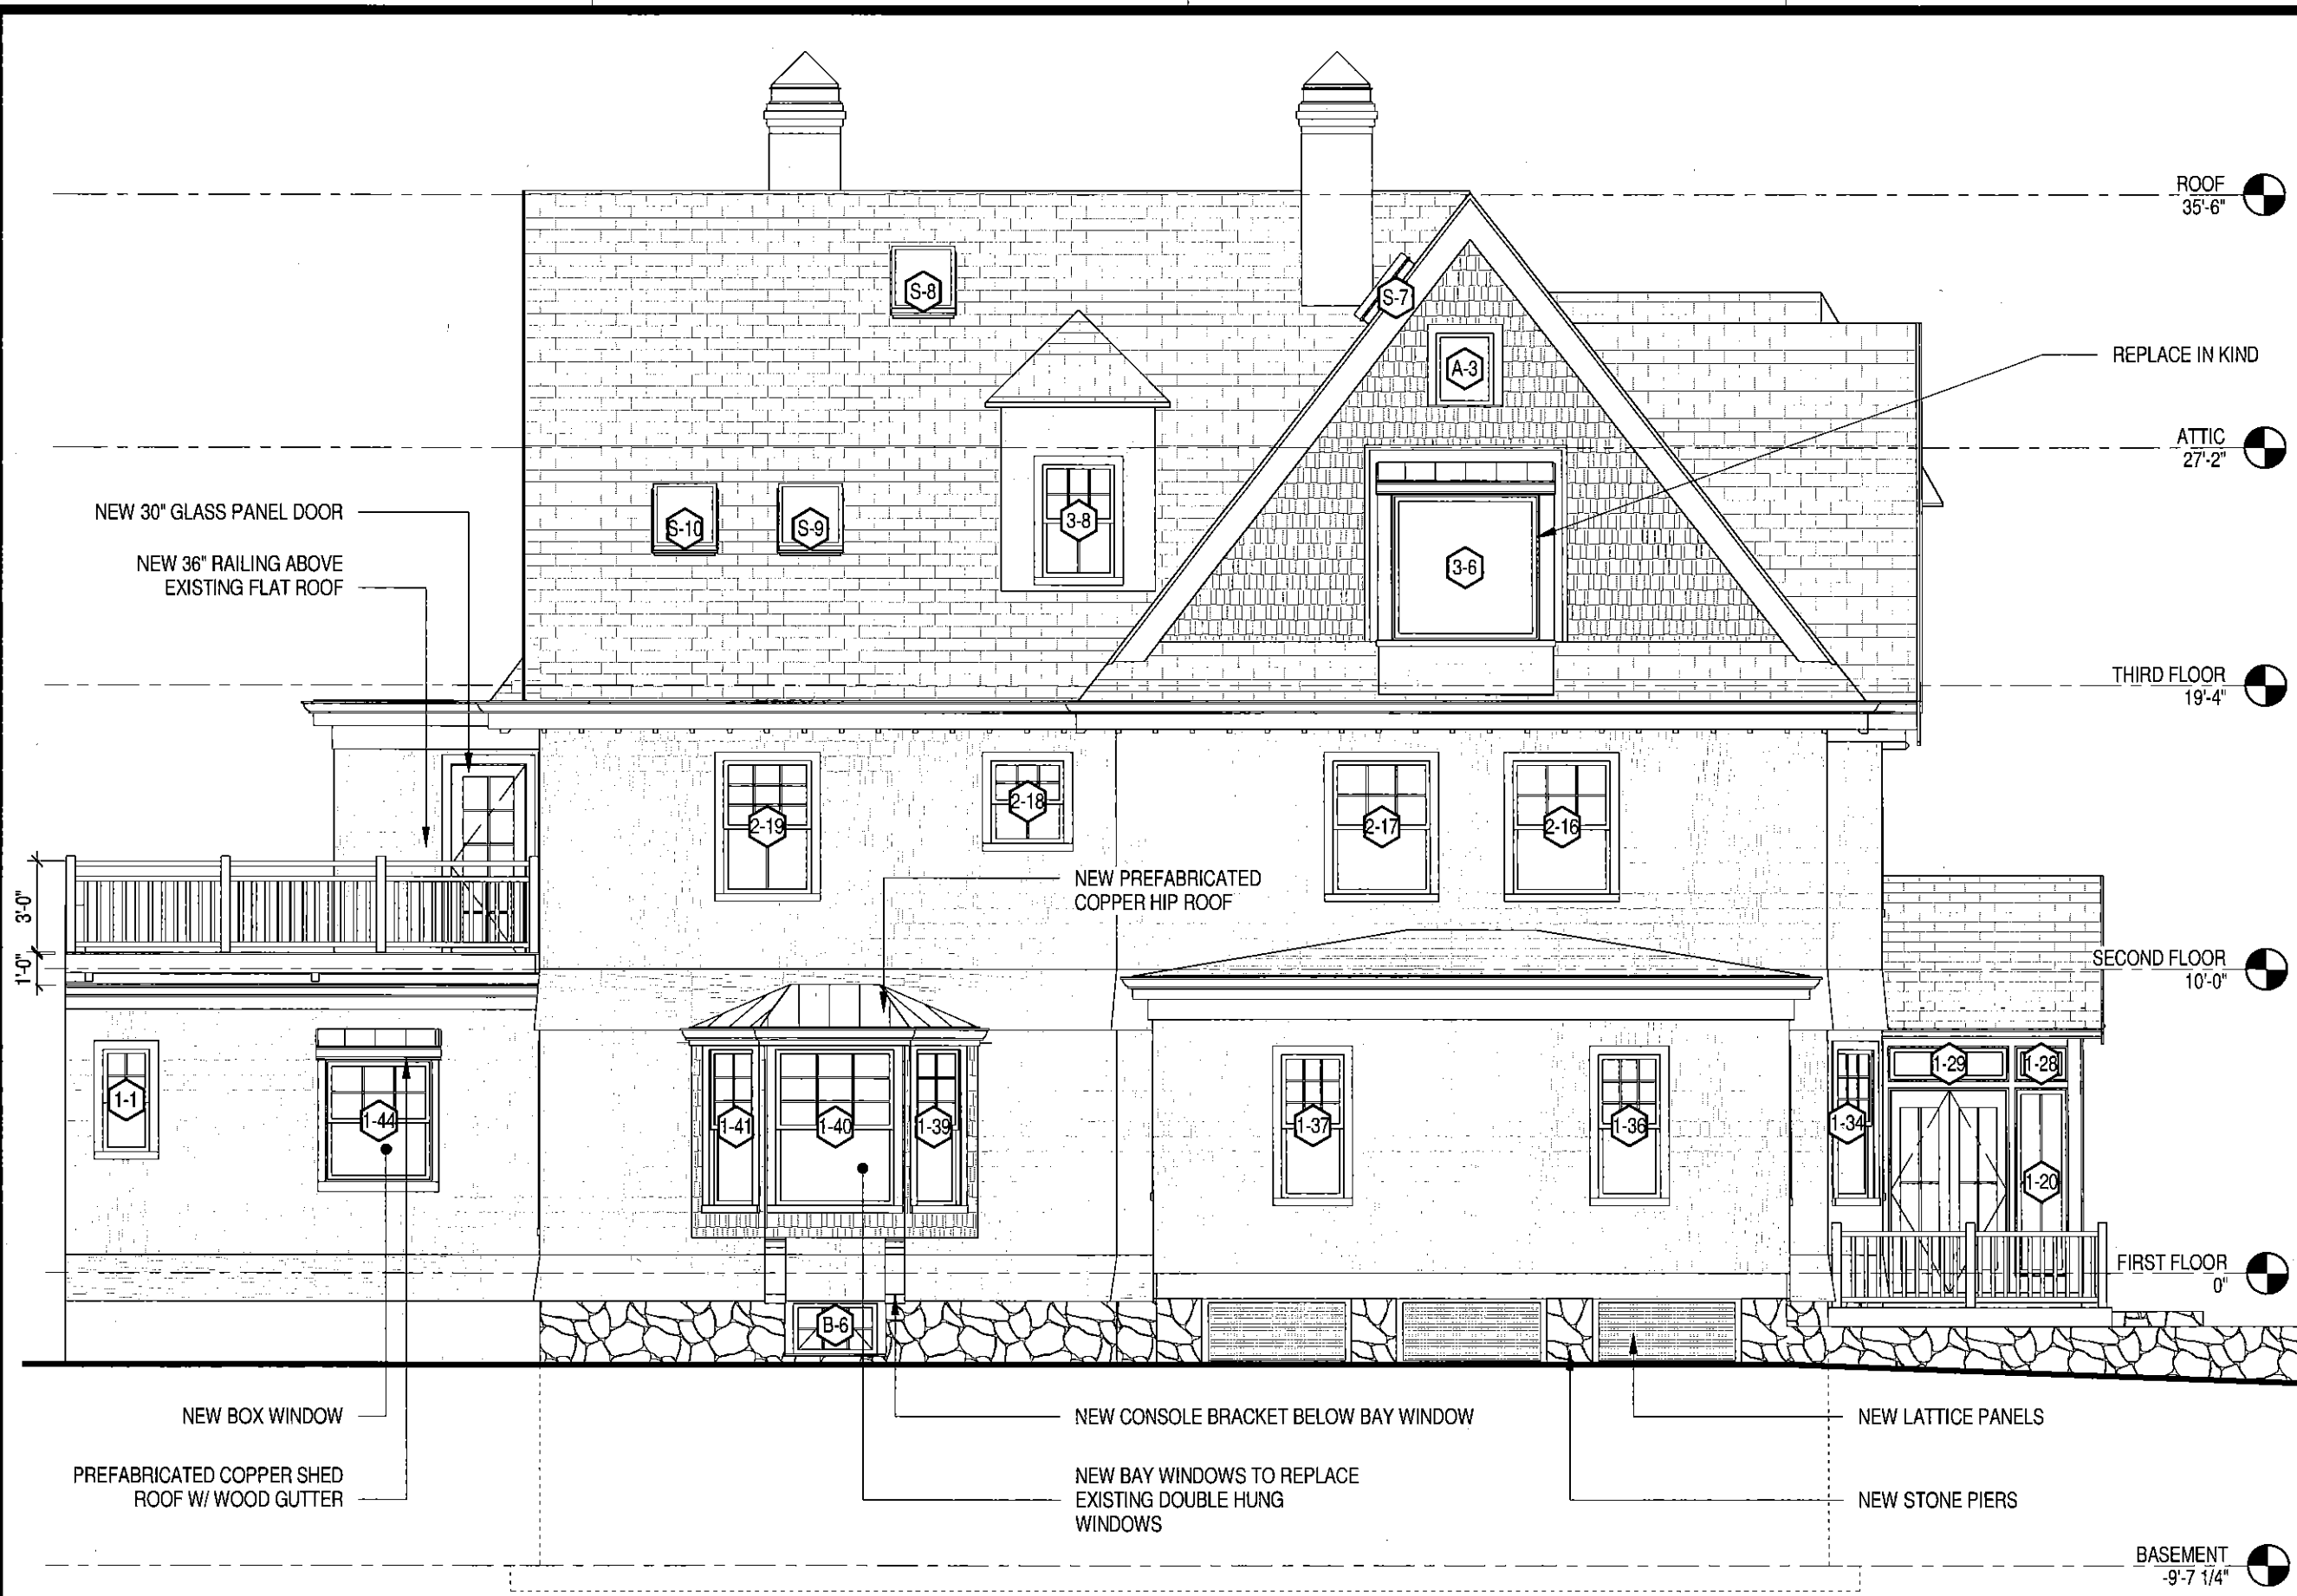 ROOF
35'-6"
S-8
S-7
A-3
REPLACE IN KIND
ATTIC
27'-2"
NEW 30" GLASS PANEL DOOR
S-10
S-9
3-8
3-6
NEW 36" RAILING ABOVE
EXISTING FLAT ROOF
THIRD FLOOR
19'-4"
2-19
2-18
2-17
2-16
3'-0"
1'-0"
NEW PREFABRICATED
COPPER HIP ROOF
SECOND FLOOR
10'-0"
1-1
1-44
1-41
1-40
1-39
1-37
1-36
1-34
1-29
1-28
1-20
FIRST FLOOR
0"
B-6
NEW BOX WINDOW
NEW CONSOLE BRACKET BELOW BAY WINDOW
NEW LATTICE PANELS
PREFABRICATED COPPER SHED
ROOF W/ WOOD GUTTER
NEW BAY WINDOWS TO REPLACE
EXISTING DOUBLE HUNG
WINDOWS
NEW STONE PIERS
BASEMENT
-9'-7 1/4"